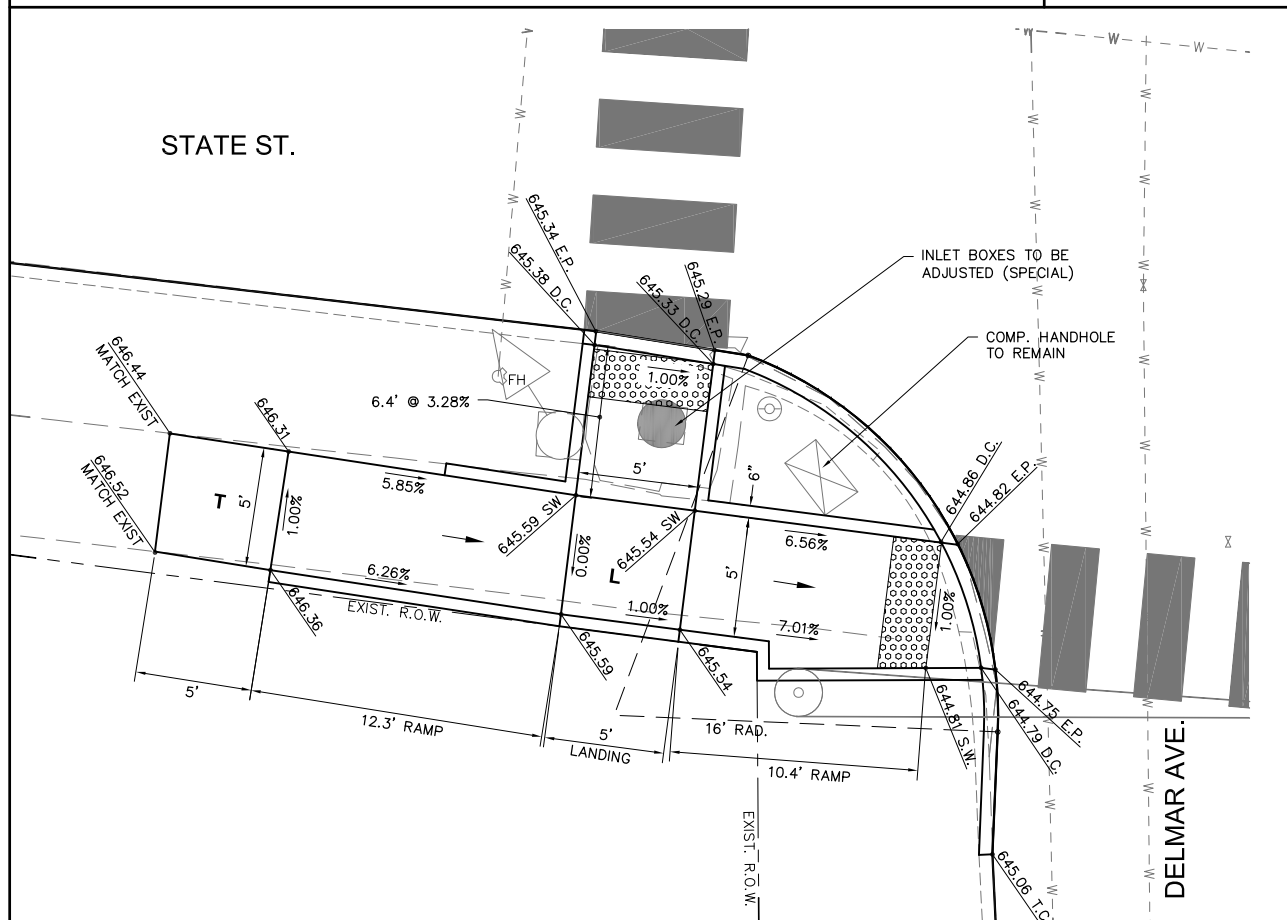 W
W
W
STATE ST.
645.34 E.P.
645.38 D.C.
645.33 D.C.
645.29 E.P.
INLET BOXES TO BE
ADJUSTED (SPECIAL)
COMP. HANDHOLE
TO REMAIN
646.44
MATCH EXIST
646.52
MATCH EXIST
646.31
FH
6.4' @ 3.28%
1.00%
5'
6"
644.86 D.C.
644.82 E.P.
T
5'
1.00%
5.85%
645.59 SW
0.00%
645.54 SW
6.56%
L
5'
1.00%
6.26%
1.00%
7.01%
EXIST. R.O.W.
646.36
645.59
645.54
644.81 S.W.
644.79 D.C.
644.75 E.P.
5'
12.3' RAMP
5'
LANDING
16' RAD.
10.4' RAMP
EXIST. R.O.W.
645.06 T.C.
DELMAR AVE.